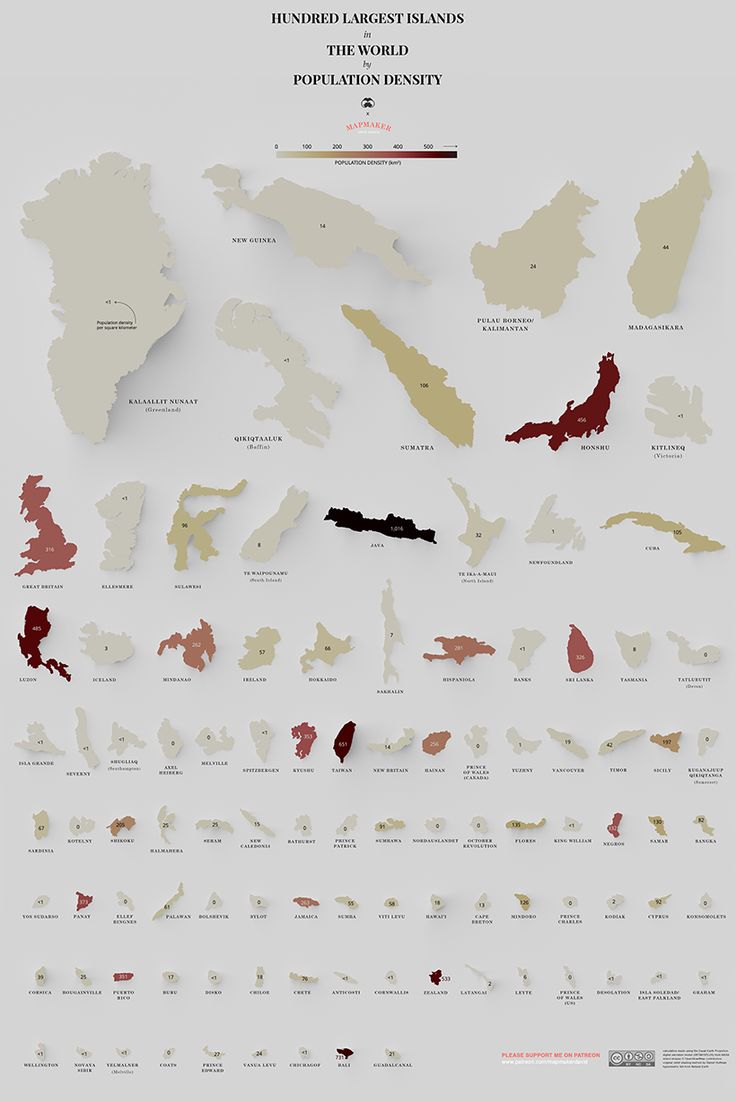 HUNDRED LARGEST ISLANDS
in
THE WORLD
by
POPULATION DENSITY
x
MAPMAKER
0 100 200 300 400 500
POPULATION DENSITY (km²)
14
NEW GUINEA
24
PULAU BORNEO/
KALIMANTAN
44
MADAGASIKARA
<1
Population density
per square kilometer
KALAALLIT NUNAAT
(Greenland)
<1
QIKIQTAALUK
(Baffin)
106
SUMATRA
456
HONSHU
<1
KITLINEQ
(Victoria)
316
GREAT BRITAIN
<1
ELLESMERE
96
SULAWESI
8
TE WAIPOUNAMU
(South Island)
1,016
JAVA
32
TE IKA-A-MAUI
(North Island)
1
NEWFOUNDLAND
105
CUBA
485
LUZON
3
ICELAND
262
MINDANAO
57
IRELAND
66
HOKKAIDO
7
SAKHALIN
281
HISPANIOLA
<1
BANKS
326
SRI LANKA
8
TASMANIA
0
TATLURUTIT
(Devon)
<1
ISLA GRANDE
<1
SEVERNY
<1
SHUGLIAQ
(Southampton)
0
AXEL
HEIBERG
0
MELVILLE
<1
SPITZBERGEN
353
KYUSHU
651
TAIWAN
14
NEW BRITAIN
256
HAINAN
0
PRINCE
OF WALES
(CANADA)
1
YUZHNY
19
VANCOUVER
42
TIMOR
197
SICILY
0
KUGANAJUUP
QIKIQTANGA
(Somerset)
67
SARDINIA
0
KOTELNY
205
SHIKOKU
25
HALMAHERA
25
SERAM
15
NEW
CALEDONIA
0
BATHURST
0
PRINCE
PATRICK
91
SUMBAWA
0
NORDAUSLANDET
0
OCTOBER
REVOLUTION
135
FLORES
<1
KING WILLIAM
NEGROS
130
SAMAR
82
BANGKA
<1
YOS SUDARSO
373
PANAY
0
ELLEF
RINGNES
61
PALAWAN
0
BOLSHEVIK
0
BYLOT
JAMAICA
55
SUMBA
58
VITI LEVU
18
HAWAI'I
13
CAPE
BRETON
126
MINDORO
0
PRINCE
CHARLES
2
KODIAK
92
CYPRUS
0
KOMSOMOLETS
39
CORSICA
25
BOUGAINVILLE
351
PUERTO
RICO
17
BURU
<1
DISKO
18
CHILOE
76
CRETE
<1
ANTICOSTI
<1
CORNWALLIS
533
ZEALAND
2
LATANGAI
6
LEYTE
0
PRINCE
OF WALES
(US)
<1
DESOLATION
<1
ISLA SOLEDAD/
EAST FALKLAND
<1
GRAHAM
<1
WELLINGTON
<1
NOVAYA
SIBIR
<1
YELMALNER
(Melville)
0
COATS
27
PRINCE
EDWARD
24
VANUA LEVU
<1
CHICHAGOF
731
BALI
21
GUADALCANAL
PLEASE SUPPORT ME ON PATREON
www.patreon.com/mapmakerdavid
CC
BY NC SA